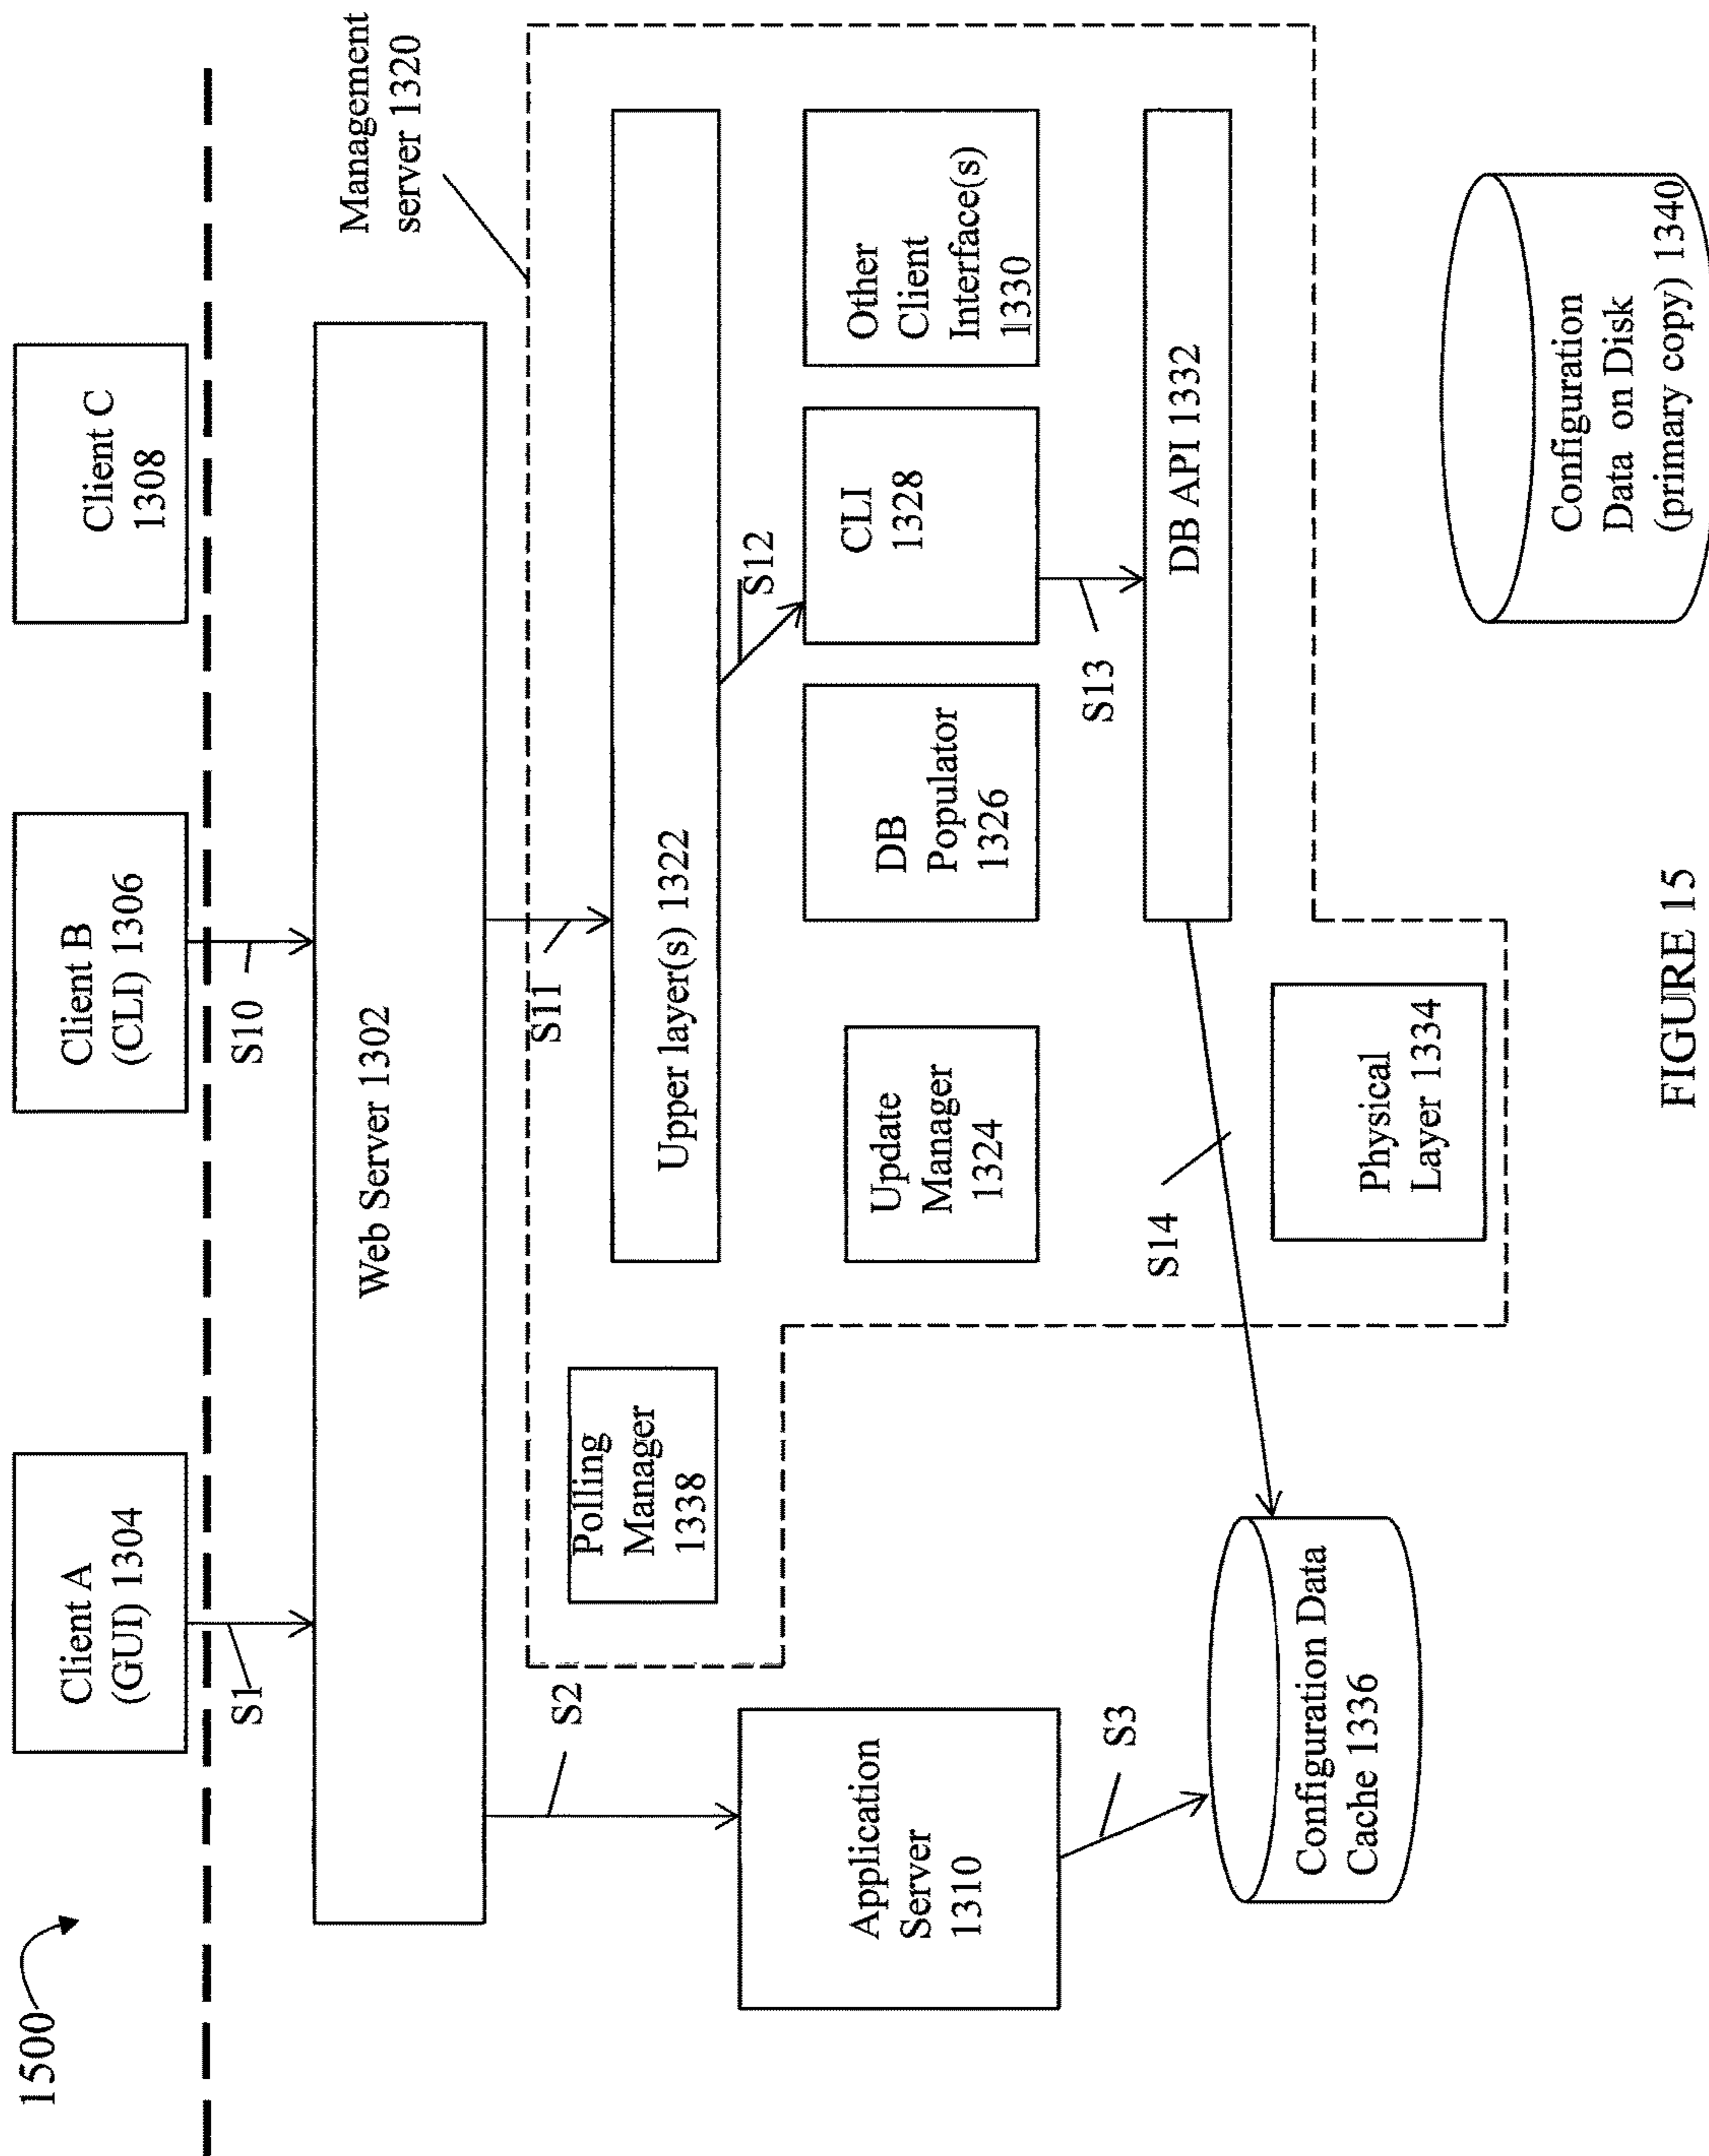 1500
Client A
(GUI) 1304
Client B
(CLI) 1306
Client C
1308
S1
S10
Web Server 1302
Management
server 1320
S2
S11
Polling
Manager
1338
Upper layer(s) 1322
S12
Application
Server
1310
Update
Manager
1324
DB
Populator
1326
CLI
1328
Other
Client
Interface(s)
1330
S3
S13
S14
DB API 1332
Configuration Data
Cache 1336
Physical
Layer 1334
Configuration
Data on Disk
(primary copy) 1340
FIGURE 15